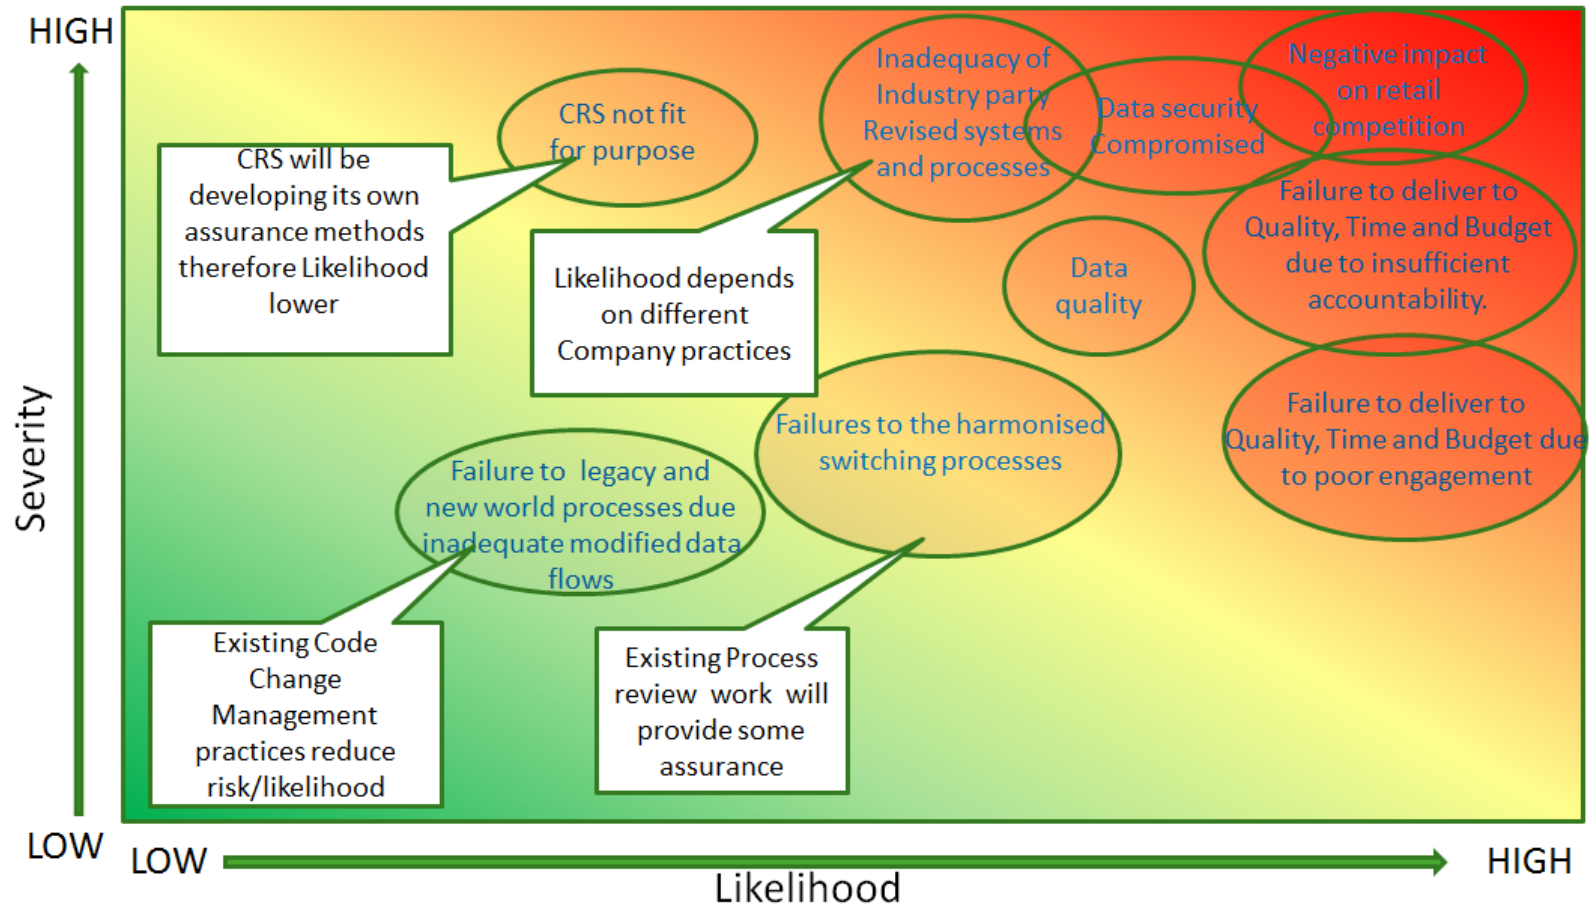 HIGH
CRS not fit
for purpose
Inadequacy of
Industry party
Revised systems
and processes
Data security
Compromised
Negative impact
on retail
competition
CRS will be
developing its own
assurance methods
therefore Likelihood
lower
Likelihood depends
on different
Company practices
Data
quality
Failure to deliver to
Quality, Time and Budget
due to insufficient
accountability.
Failures to the harmonised
switching processes
Failure to deliver to
Quality, Time and Budget due
to poor engagement
Failure to legacy and
new world processes due
inadequate modified data
flows
Existing Code
Change
Management
practices reduce
risk/likelihood
Existing Process
review work will
provide some
assurance
Severity
LOW
LOW
Likelihood
HIGH